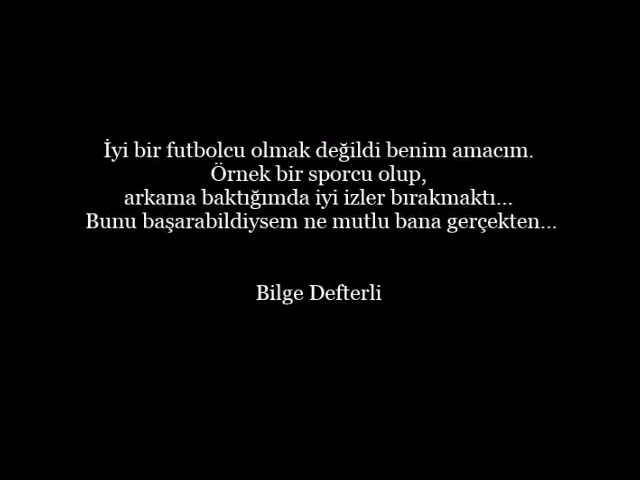 İyi bir futbolcu olmak değildi benim amacım.
Örnek bir sporcu olup,
arkama baktığımda iyi izler bırakmaktı...
Bunu başarabildiysem ne mutlu bana gerçekten...
Bilge Defterli